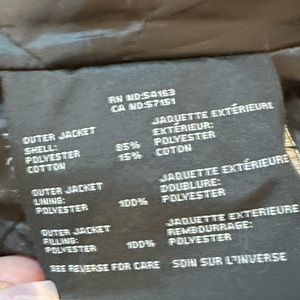 RN NO:54163
CA NO:57151
OUTER JACKET
SHELL:
POLYESTER 85%
COTTON 15%
JAQUETTE EXTÉRIEURE
EXTÉRIEUR:
POLYESTER
COTON
OUTER JACKET
LINING:
POLYESTER 100%
JAQUETTE EXTÉRIEURE
DOUBLURE:
POLYESTER
OUTER JACKET
FILLING:
POLYESTER 100%
JAQUETTE EXTERIEURE
REMBOURRAGE:
POLYESTER
SEE REVERSE FOR CARE SOIN SUR L'INVERSE